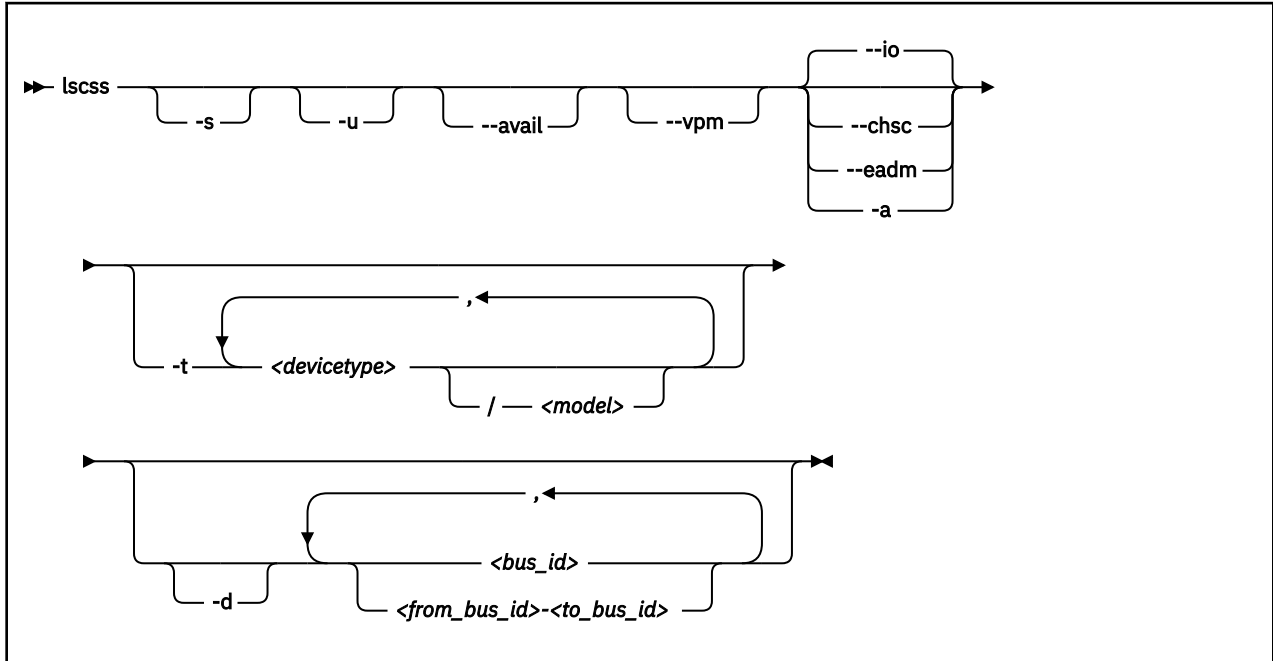 --io
lscss -s -u --avail --vpm --chsc
--eadm
-a
,
-t <devicetype>
/ <model>
,
<bus_id>
-d <from_bus_id>-<to_bus_id>